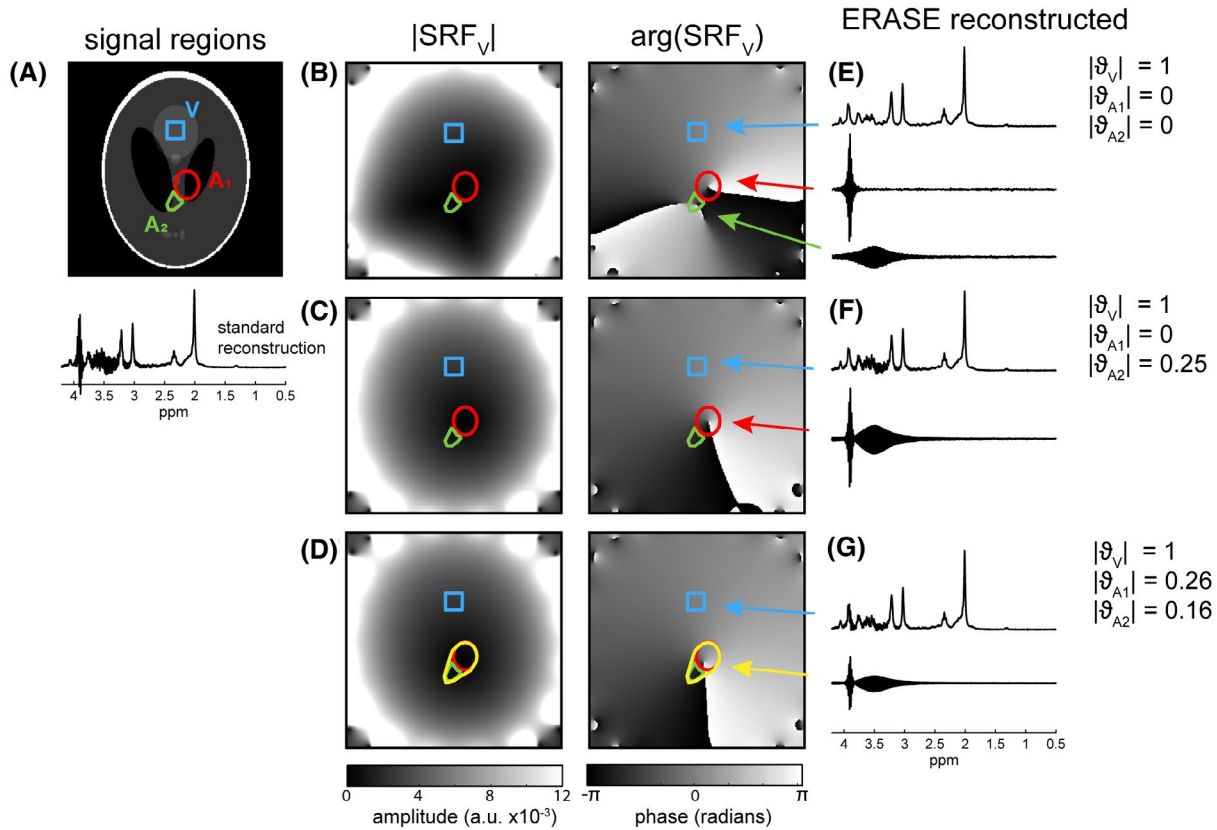 signal regions
|SRF_V|
arg(SRF_V)
ERASE reconstructed
(A)
V
A₁
A₂
standard
reconstruction
4 3.5 3 2.5 2 1.5 1 0.5
ppm
(B)
(E)
|ϑ_V| = 1
|ϑ_A1| = 0
|ϑ_A2| = 0
(C)
(F)
|ϑ_V| = 1
|ϑ_A1| = 0
|ϑ_A2| = 0.25
(D)
(G)
|ϑ_V| = 1
|ϑ_A1| = 0.26
|ϑ_A2| = 0.16
4 3.5 3 2.5 2 1.5 1 0.5
ppm
0 4 8 12
amplitude (a.u. x10⁻³)
-π 0 π
phase (radians)